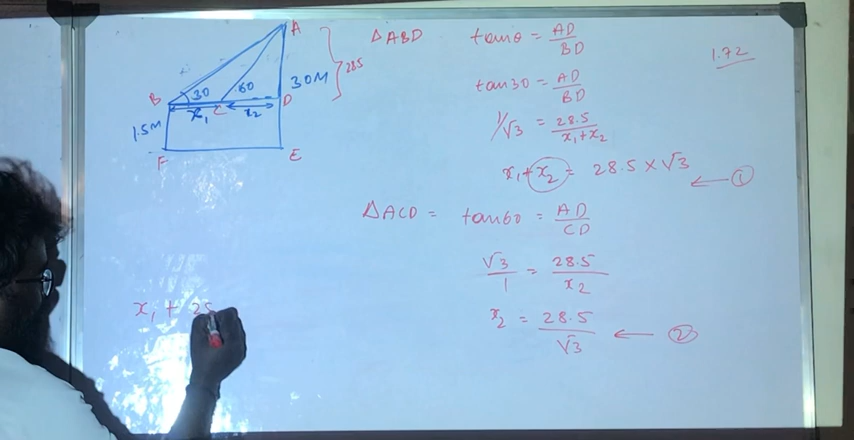 ΔABD tanθ = AD/BD
1.72
tan30 = AD/BD
1/√3 = 28.5/x₁+x₂
x₁+x₂ = 28.5 × √3 ← ①
ΔACD = tan60 = AD/CD
√3/1 = 28.5/x₂
x₂ = 28.5/√3 ← ②
A
30M
285
B 30 60 D
x₁ C x₂
1.5M
F E
x₁ + 28